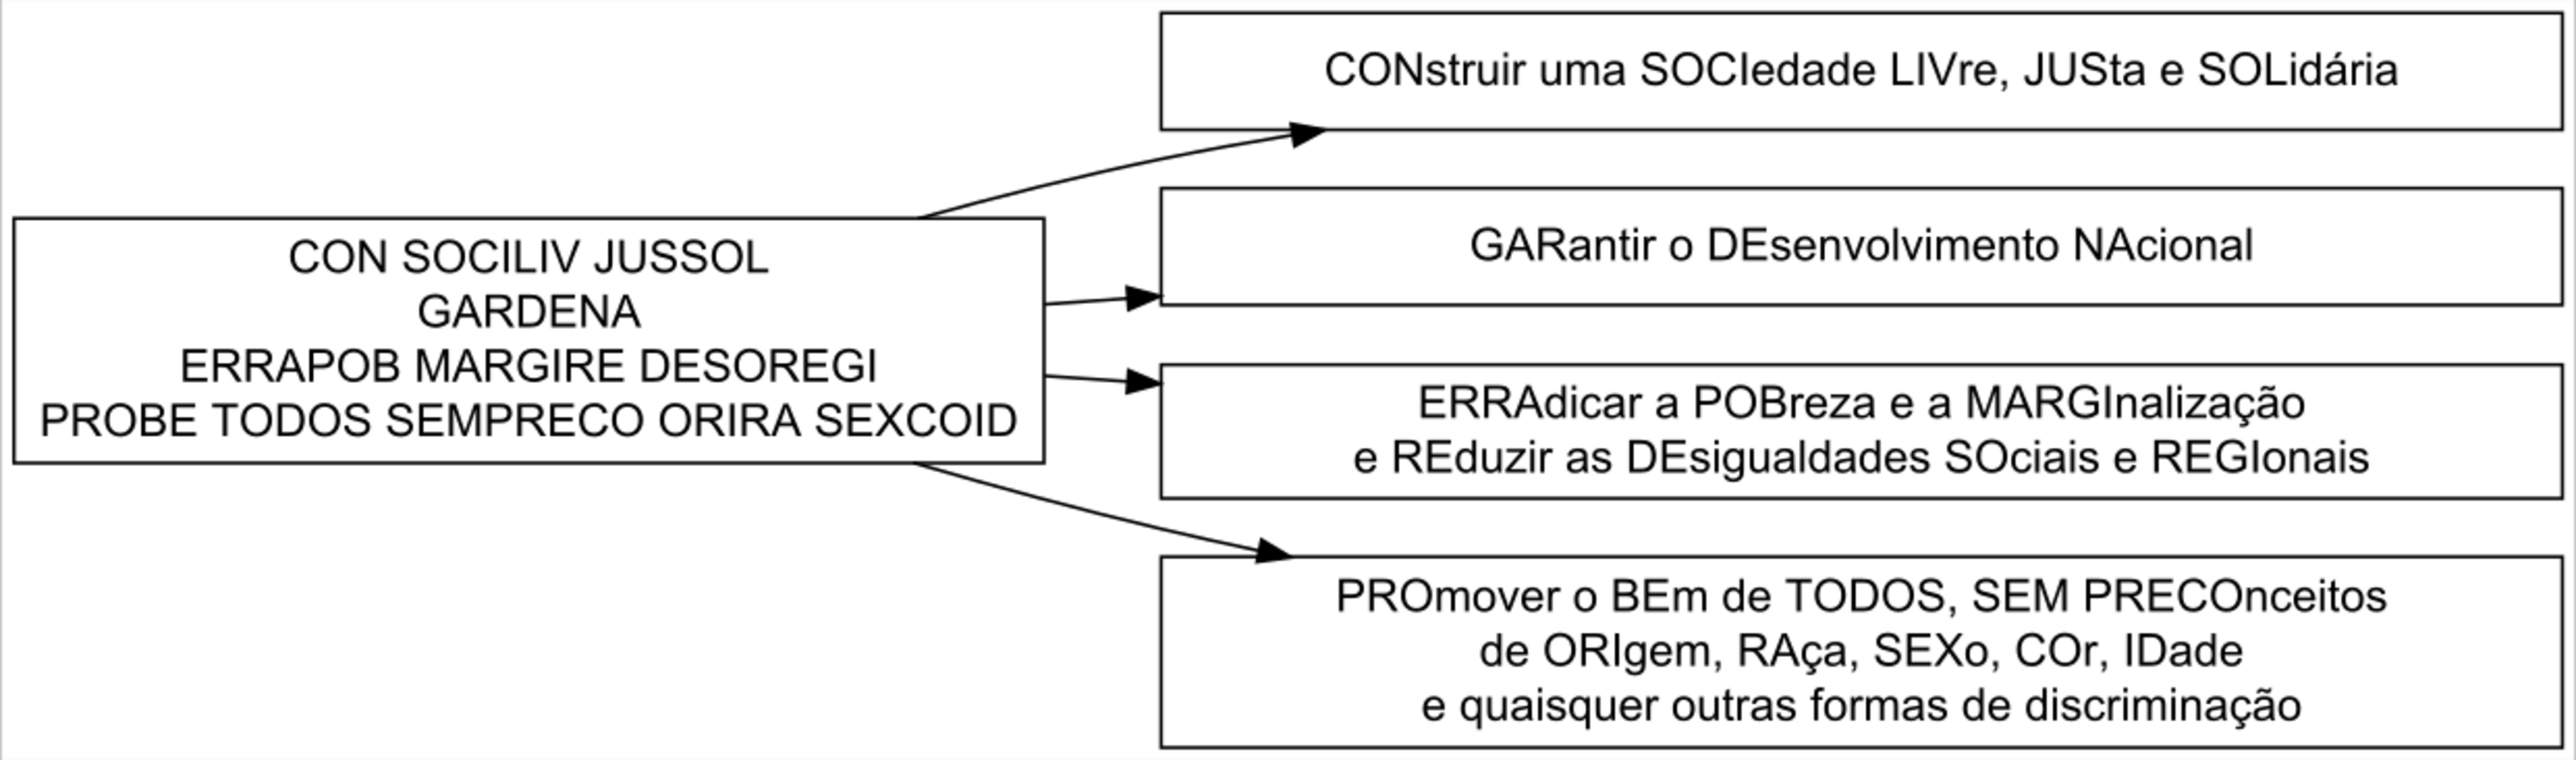 CON SOCILIV JUSSOL
GARDENA
ERRAPOB MARGIRE DESOREGI
PROBE TODOS SEMPRECO ORIRA SEXCOID
CONstruir uma SOCIedade LIVre, JUSta e SOLidária
GARantir o DEsenvolvimento NAcional
ERRAdicar a POBreza e a MARGInalização
e REduzir as DEsigualdades SOciais e REGIonais
PROmover o BEm de TODOS, SEM PRECOnceitos
de ORIgem, RAça, SEXo, COr, IDade
e quaisquer outras formas de discriminação